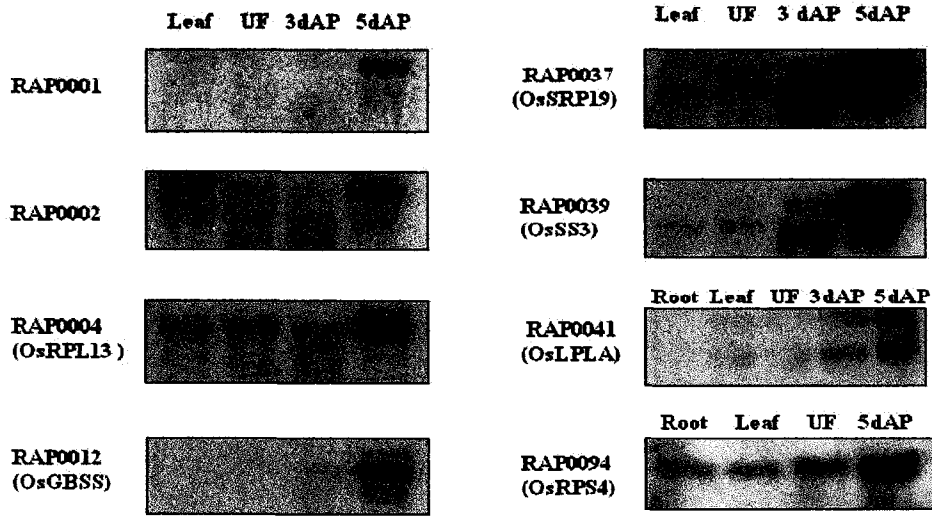 Leaf UF 3dAP 5dAP
RAP0001
RAP0002
RAP0004
(OsRPL13 )
RAP0012
(OsGBSS)
Leaf UF 3 dAP 5dAP
RAP0037
(OsSRP19)
RAP0039
(OsSS3)
Root Leaf UF 3dAP 5dAP
RAP0041
(OsLPLA)
Root Leaf UF 5dAP
RAP0094
(OsRPS4)